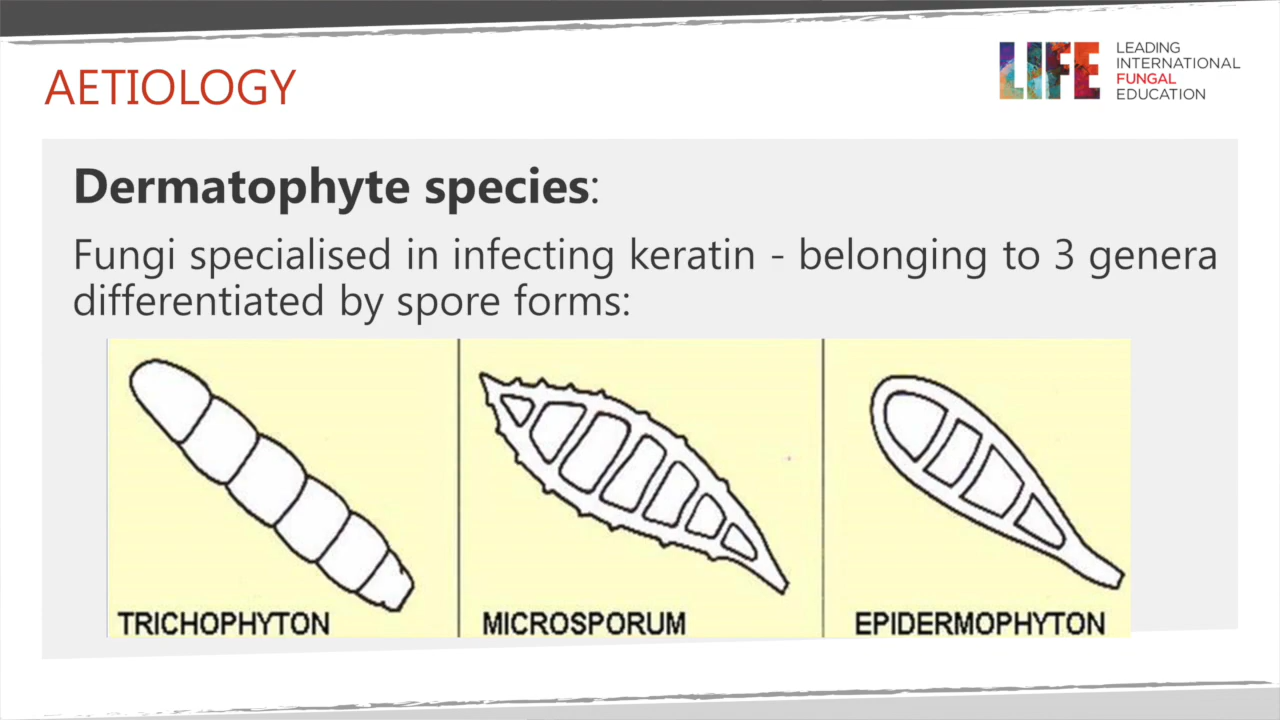 AETIOLOGY
LIFE
LEADING
INTERNATIONAL
FUNGAL
EDUCATION
Dermatophyte species:
Fungi specialised in infecting keratin - belonging to 3 genera
differentiated by spore forms:
TRICHOPHYTON
MICROSPORUM
EPIDERMOPHYTON